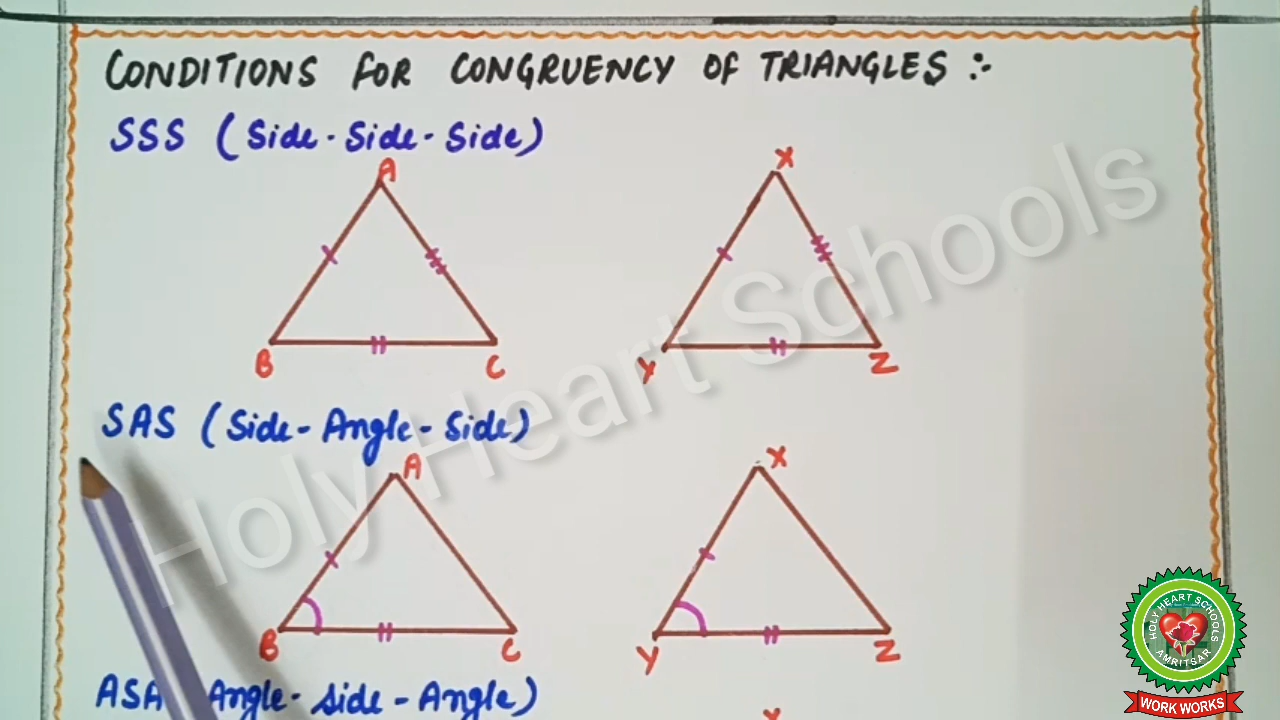 CONDITIONS FOR CONGRUENCY OF TRIANGLES :-
SSS (Side-Side-Side)
A
X
B
C
Y
Z
SAS (Side-Angle-Side)
A
X
B
C
Y
Z
ASA Angle-Side-Angle)
X
Holy Heart Schools
HOLY HEART SCHOOLS
AMRITSAR
WORK WORKS